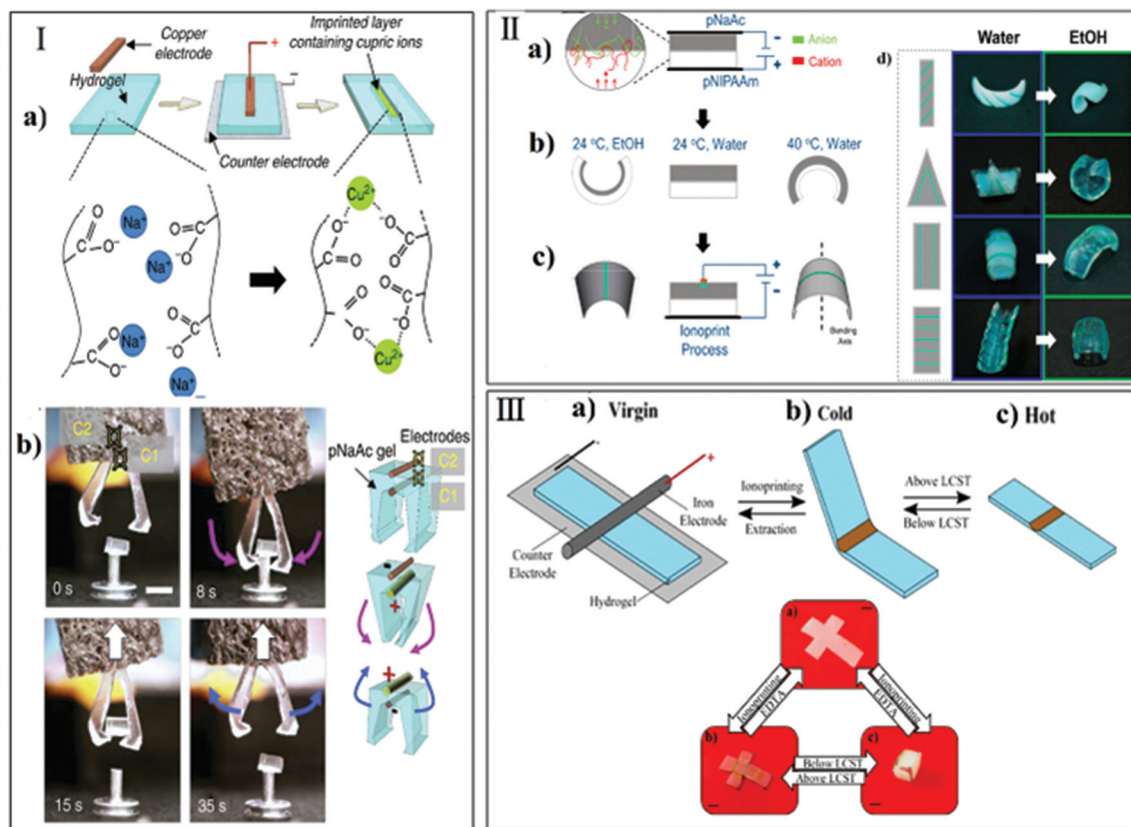 I
Copper
electrode
Hydrogel
+
−
Imprinted layer
containing cupric ions
a)
Counter electrode
Na⁺
Na⁺
Na⁺
Na⁺
O
C
O⁻
O
C
⁻O
O
C
O⁻
O
C
⁻O
Cu²⁺
Cu²⁺
⁻O
C
O
O
C
O⁻
O
C
O⁻
O
C
O⁻
b)
C2
C1
0 s
8 s
15 s
35 s
pNaAc
gel
Electrodes
C2
C1
+
+
II
a)
pNaAc
pNIPAAm
−
+
Anion
Cation
b)
24 ºC, EtOH
24 ºC, Water
40 ºC, Water
c)
+
−
Ionoprint
Process
Bending
Axis
d)
Water
EtOH
III
a) Virgin
b) Cold
c) Hot
-
+
Iron
Electrode
Counter
Electrode
Hydrogel
Ionoprinting
Extraction
Above LCST
Below LCST
a)
Ionoprinting
EDTA
Ionoprinting
EDTA
b)
Below LCST
Above LCST
c)